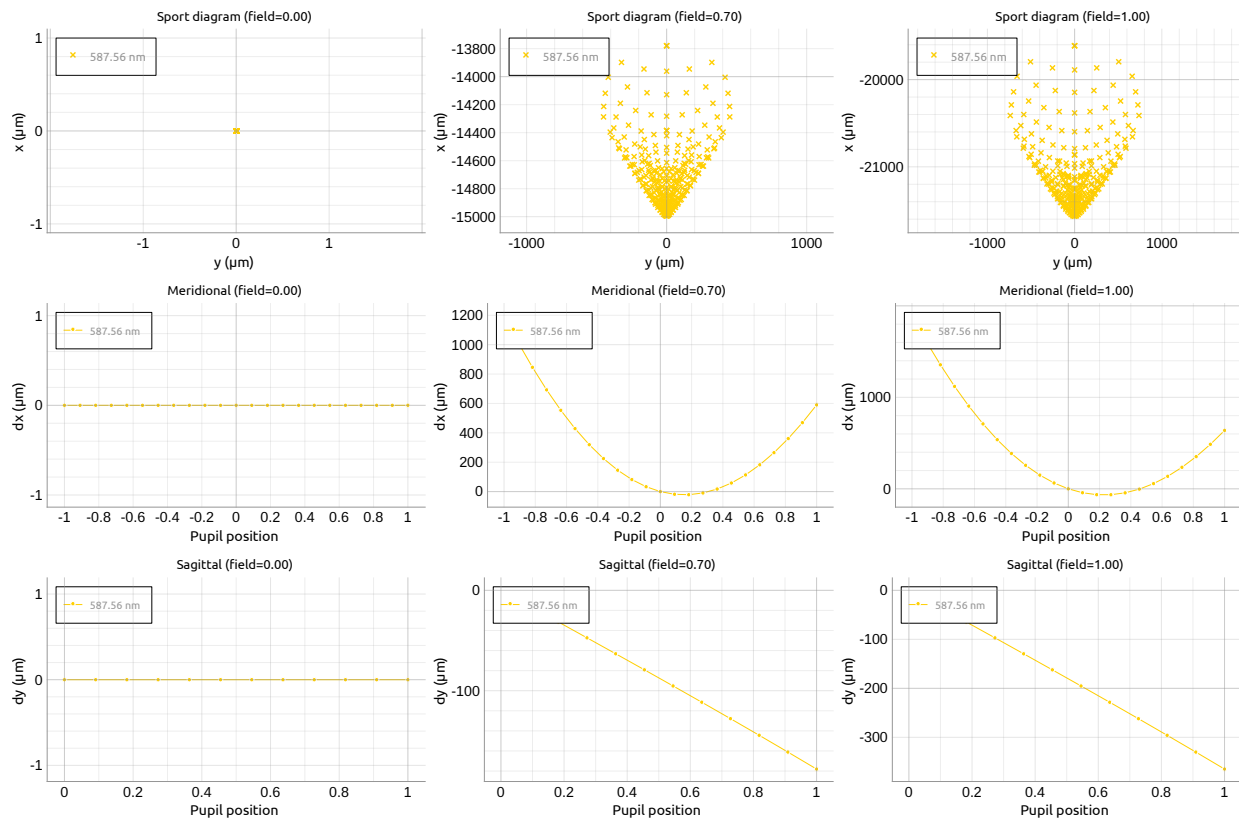 Sport diagram (field=0.00)
Sport diagram (field=0.70)
Sport diagram (field=1.00)
587.56 nm
587.56 nm
587.56 nm
x (µm)
1
0
-1
-1
0
1
y (µm)
x (µm)
-13800
-14000
-14200
-14400
-14600
-14800
-15000
-1000
0
1000
y (µm)
x (µm)
-20000
-21000
-1000
0
1000
y (µm)
Meridional (field=0.00)
Meridional (field=0.70)
Meridional (field=1.00)
587.56 nm
587.56 nm
587.56 nm
dx (µm)
1
0
-1
-1 -0.8 -0.6 -0.4 -0.2 0 0.2 0.4 0.6 0.8 1
Pupil position
dx (µm)
1200
1000
800
600
400
200
0
-1 -0.8 -0.6 -0.4 -0.2 0 0.2 0.4 0.6 0.8 1
Pupil position
dx (µm)
1000
0
-1 -0.8 -0.6 -0.4 -0.2 0 0.2 0.4 0.6 0.8 1
Pupil position
Sagittal (field=0.00)
Sagittal (field=0.70)
Sagittal (field=1.00)
587.56 nm
587.56 nm
587.56 nm
dy (µm)
1
0
-1
0 0.2 0.4 0.6 0.8 1
Pupil position
dy (µm)
0
-100
0 0.2 0.4 0.6 0.8 1
Pupil position
dy (µm)
0
-100
-200
-300
0 0.2 0.4 0.6 0.8 1
Pupil position